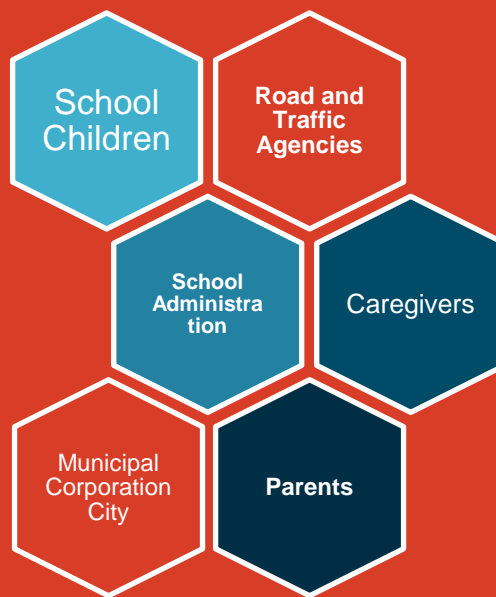 School
Children
Road and
Traffic
Agencies
School
Administra
tion
Caregivers
Municipal
Corporation
City
Parents